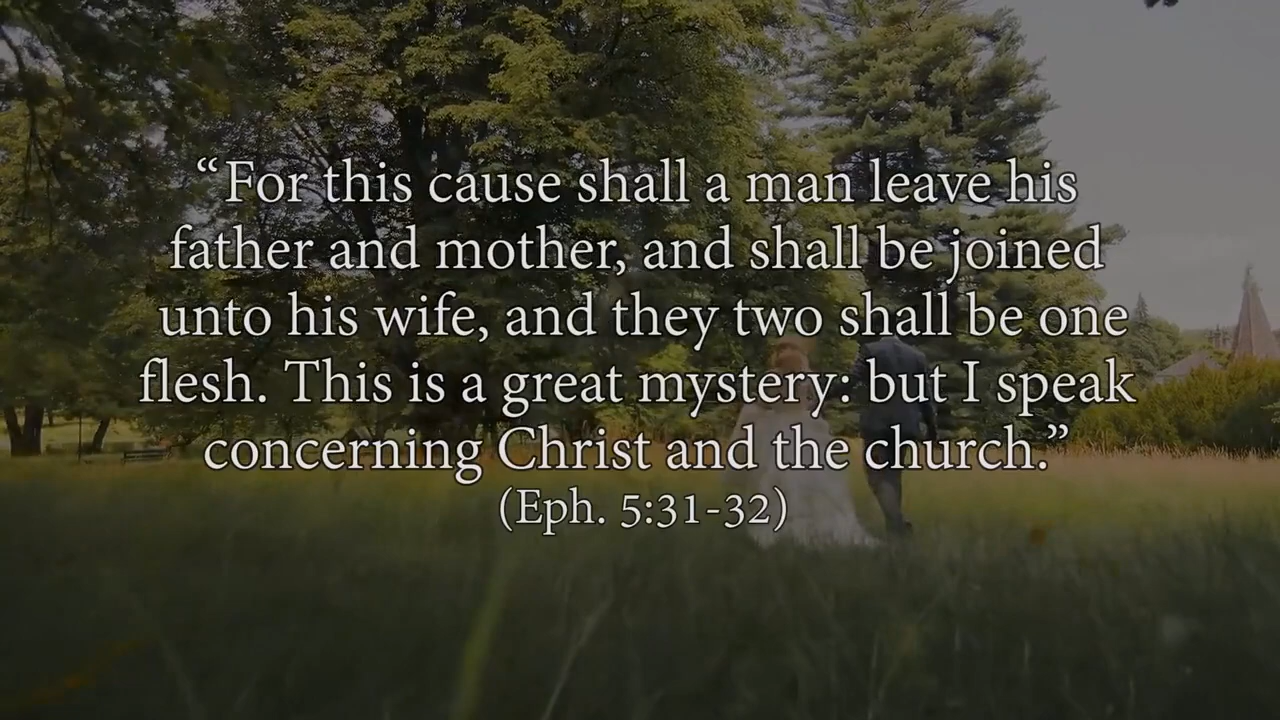 “For this cause shall a man leave his
father and mother, and shall be joined
unto his wife, and they two shall be one
flesh. This is a great mystery: but I speak
concerning Christ and the church.”
(Eph. 5:31-32)